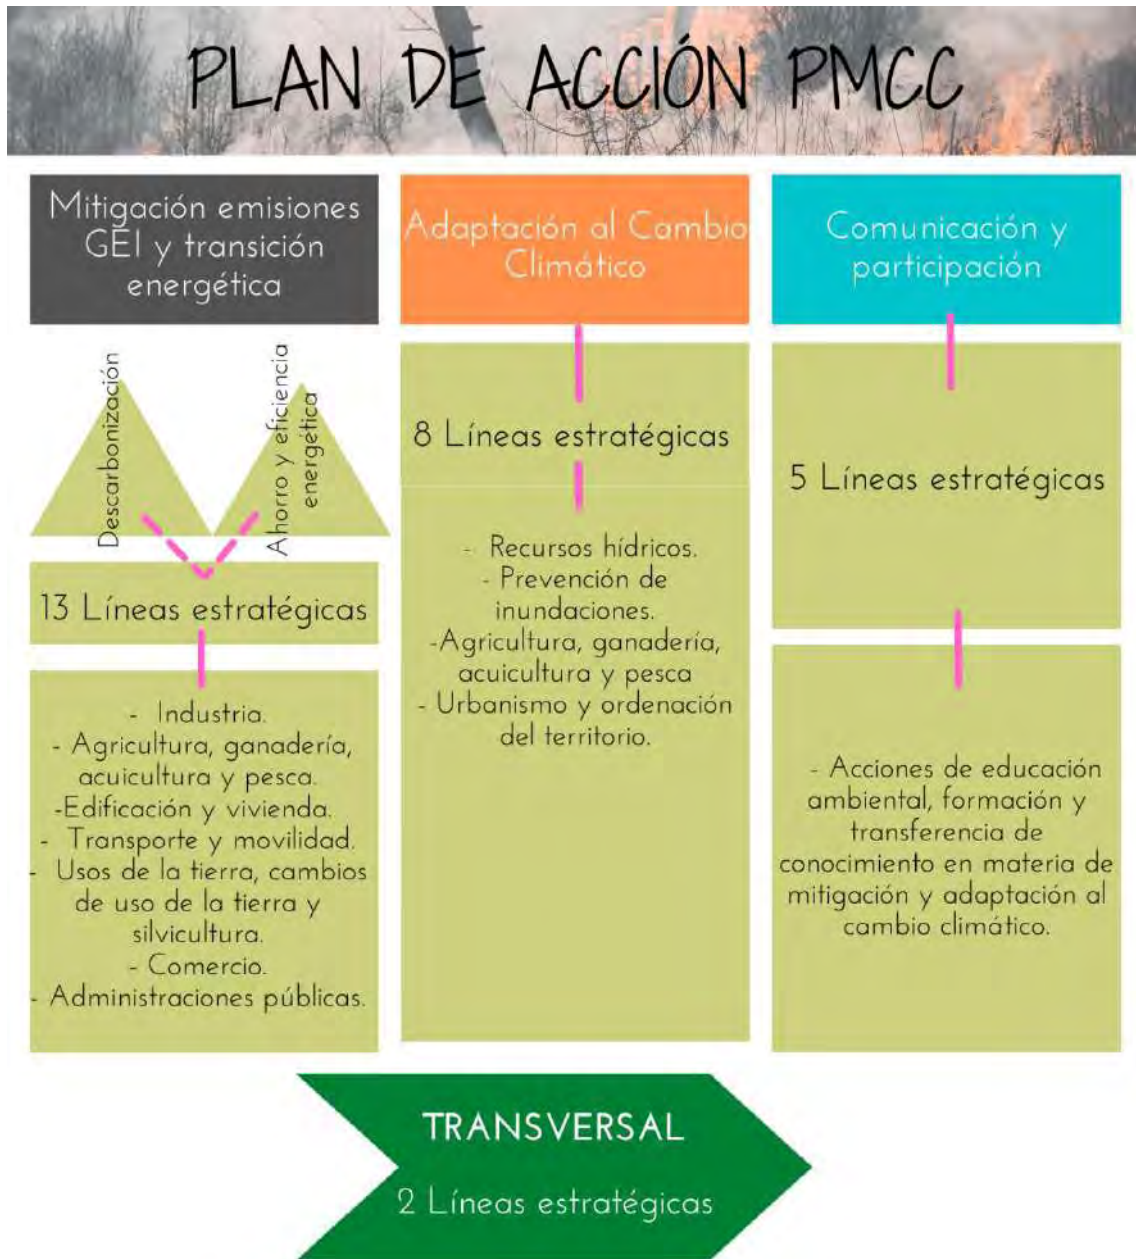 PLAN DE ACCIÓN PMCC
Mitigación emisiones
GEI y transición
energética
Descarbonización
Ahorro y eficiencia
energética
13 Líneas estratégicas
- Industria.
- Agricultura, ganadería,
acuicultura y pesca.
-Edificación y vivienda.
- Transporte y movilidad.
- Usos de la tierra, cambios
de uso de la tierra y
silvicultura.
- Comercio.
- Administraciones públicas.
Adaptación al Cambio
Climático
8 Líneas estratégicas
- Recursos hídricos.
- Prevención de
inundaciones.
-Agricultura, ganadería,
acuicultura y pesca
- Urbanismo y ordenación
del territorio.
Comunicación y
participación
5 Líneas estratégicas
- Acciones de educación
ambiental, formación y
transferencia de
conocimiento en materia de
mitigación y adaptación al
cambio climático.
TRANSVERSAL
2 Líneas estratégicas